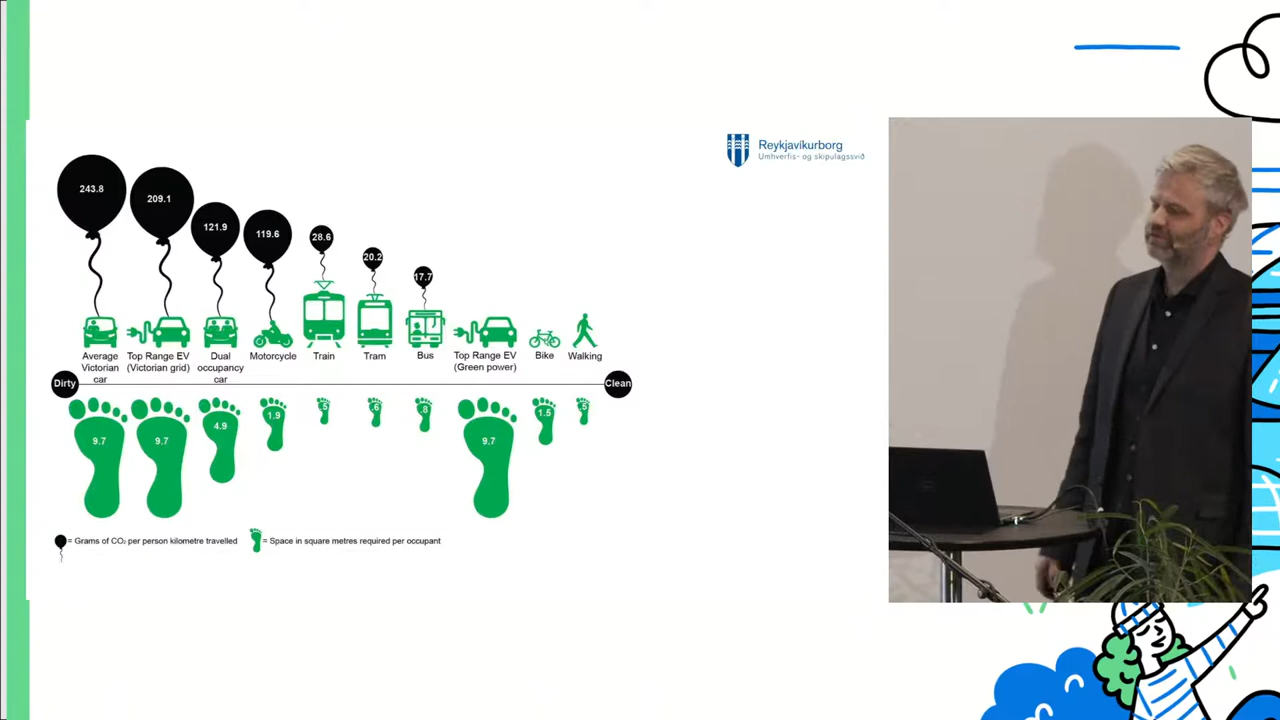 Reykjavíkurborg
Umhverfis- og skipulagssvið
243.8
209.1
121.9
119.6
28.6
20.2
17.7
Average
Victorian
car
Top Range EV
(Victorian grid)
Dual
occupancy
car
Motorcycle
Train
Tram
Bus
Top Range EV
(Green power)
Bike
Walking
Dirty
Clean
9.7
9.7
4.9
1.9
.5
.6
.8
9.7
1.5
.5
= Grams of CO₂ per person kilometre travelled
= Space in square metres required per occupant